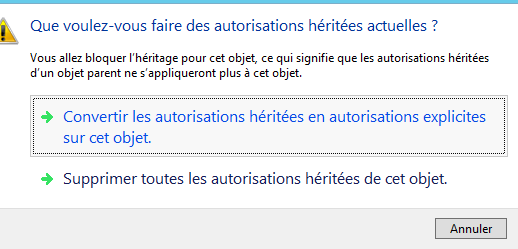 Que voulez-vous faire des autorisations héritées actuelles ?
Vous allez bloquer l'héritage pour cet objet, ce qui signifie que les autorisations héritées
d'un objet parent ne s'appliqueront plus à cet objet.
Convertir les autorisations héritées en autorisations explicites
sur cet objet.
Supprimer toutes les autorisations héritées de cet objet.
Annuler